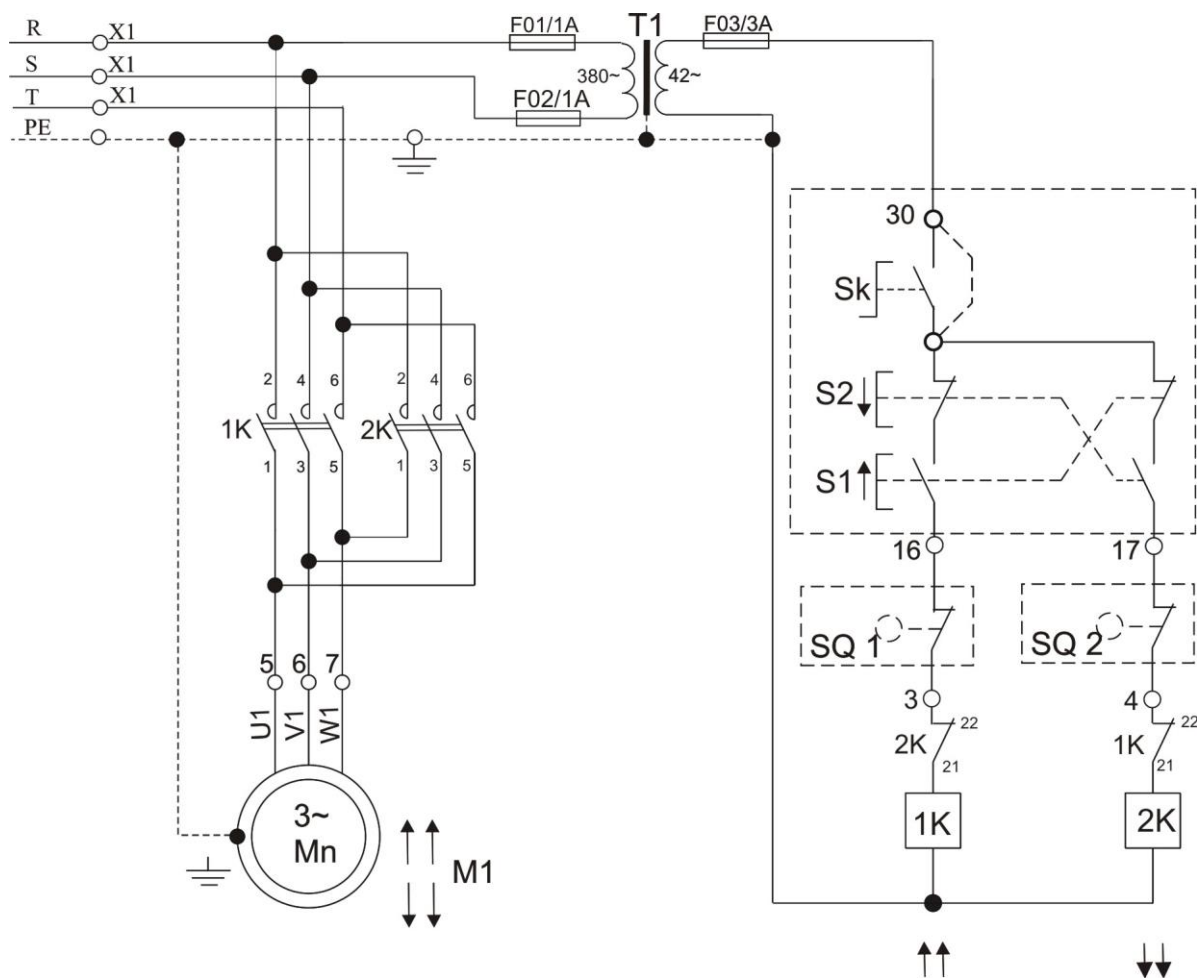 R X1 F01/1A T1 F03/3A
S X1 380~ 42~
T X1 F02/1A
PE
30
Sk
2 4 6 2 4 6
S2
1K 2K
1 3 5 1 3 5
S1
16 17
SQ 1 SQ 2
5 6 7
3 4
U1 V1 W1
22 22
2K 1K
21 21
3~
Mn
1K 2K
M1